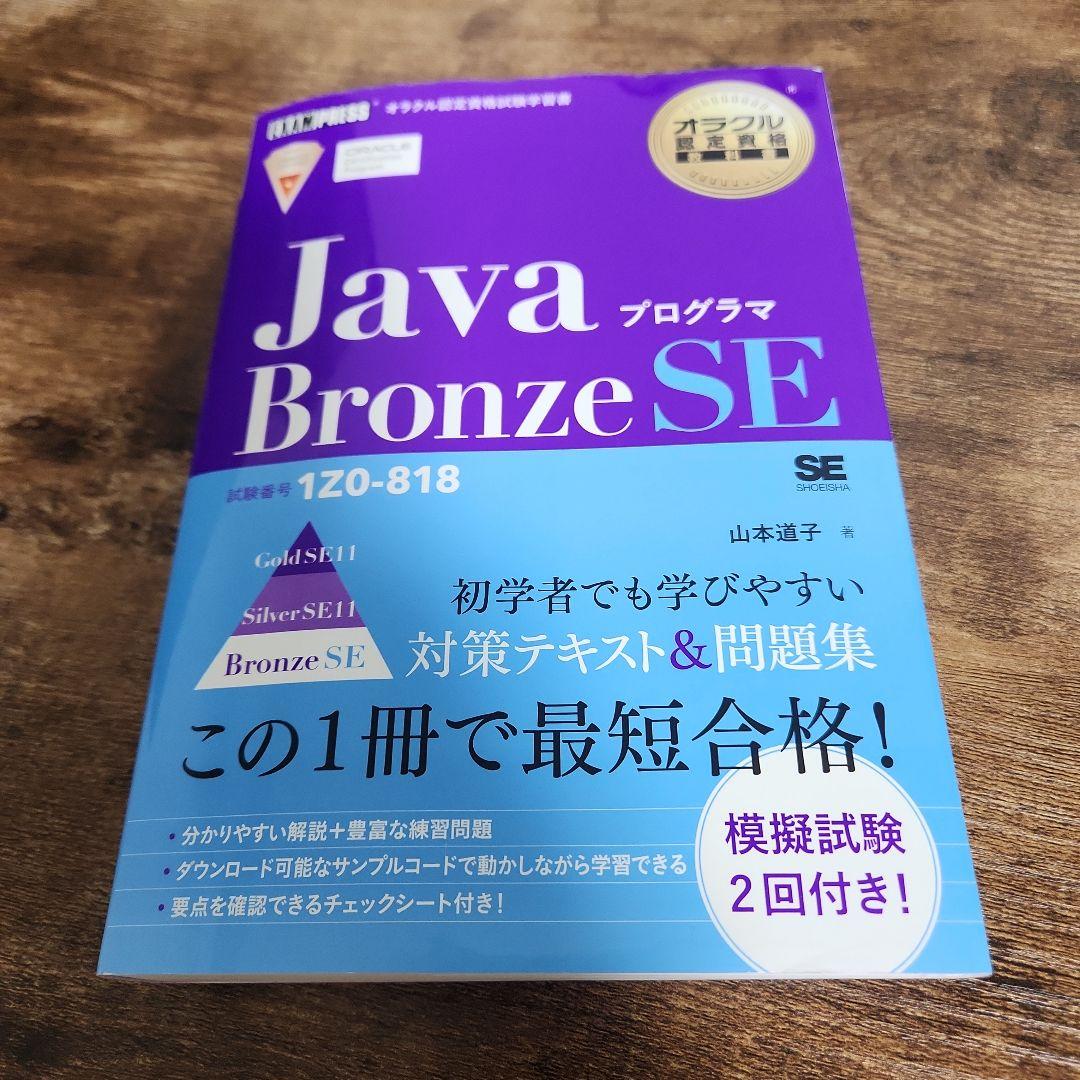 EXAMPRESS® オラクル認定資格試験学習書
ORACLE
オラクル
認定資格
教科書
®
Java プログラマ
Bronze SE
試験番号 1Z0-818
SE
SHOEISHA
山本道子 著
Gold SE11
Silver SE11
Bronze SE
初学者でも学びやすい
対策テキスト&問題集
この1冊で最短合格!
・分かりやすい解説+豊富な練習問題
・ダウンロード可能なサンプルコードで動かしながら学習できる
・要点を確認できるチェックシート付き!
模擬試験
2回付き!